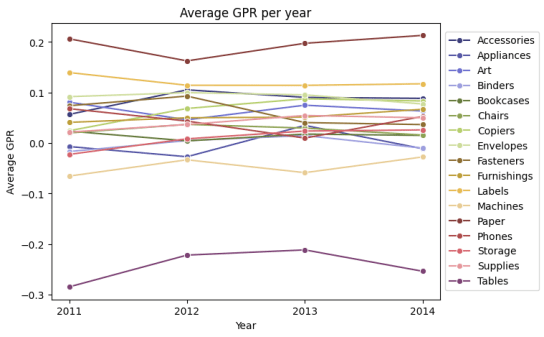 Average GPR per year
Average GPR
0.2
0.1
0.0
−0.1
−0.2
−0.3
2011
2012
2013
2014
Year
Accessories
Appliances
Art
Binders
Bookcases
Chairs
Copiers
Envelopes
Fasteners
Furnishings
Labels
Machines
Paper
Phones
Storage
Supplies
Tables